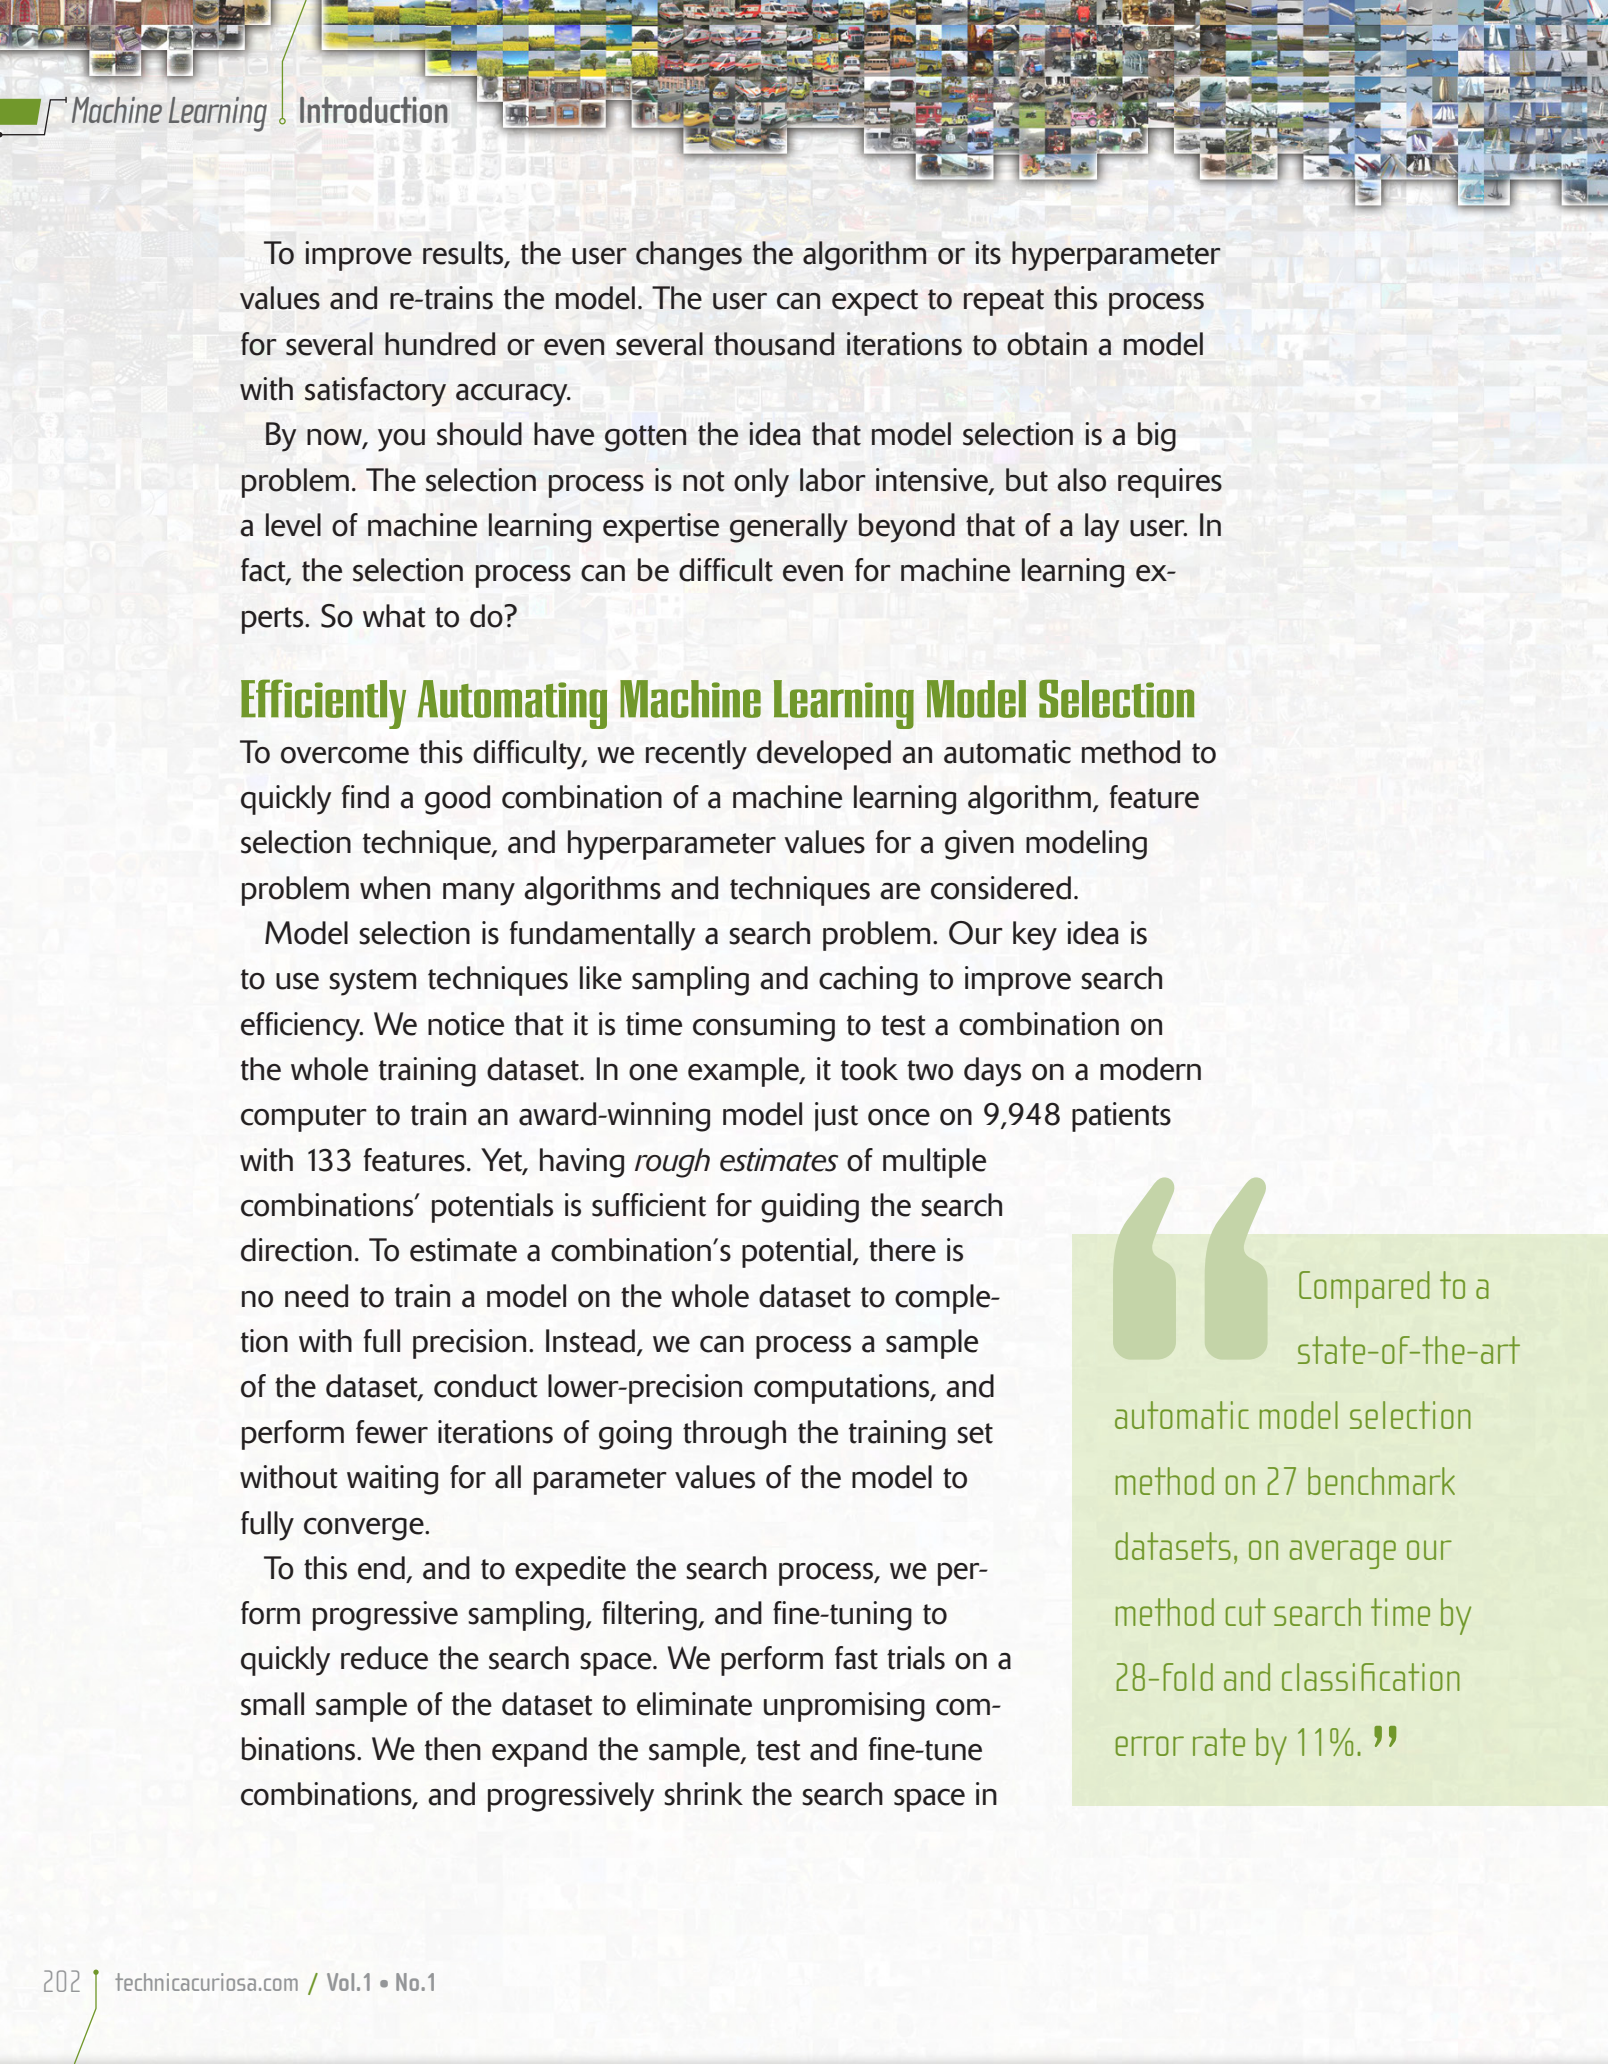 Machine Learning Introduction
To improve results, the user changes the algorithm or its hyperparameter
values and re-trains the model. The user can expect to repeat this process
for several hundred or even several thousand iterations to obtain a model
with satisfactory accuracy.
By now, you should have gotten the idea that model selection is a big
problem. The selection process is not only labor intensive, but also requires
a level of machine learning expertise generally beyond that of a lay user. In
fact, the selection process can be difficult even for machine learning ex-
perts. So what to do?
Efficiently Automating Machine Learning Model Selection
To overcome this difficulty, we recently developed an automatic method to
quickly find a good combination of a machine learning algorithm, feature
selection technique, and hyperparameter values for a given modeling
problem when many algorithms and techniques are considered.
Model selection is fundamentally a search problem. Our key idea is
to use system techniques like sampling and caching to improve search
efficiency. We notice that it is time consuming to test a combination on
the whole training dataset. In one example, it took two days on a modern
computer to train an award-winning model just once on 9,948 patients
with 133 features. Yet, having rough estimates of multiple
combinations’ potentials is sufficient for guiding the search
direction. To estimate a combination’s potential, there is
no need to train a model on the whole dataset to comple-
tion with full precision. Instead, we can process a sample
of the dataset, conduct lower-precision computations, and
perform fewer iterations of going through the training set
without waiting for all parameter values of the model to
fully converge.
To this end, and to expedite the search process, we per-
form progressive sampling, filtering, and fine-tuning to
quickly reduce the search space. We perform fast trials on a
small sample of the dataset to eliminate unpromising com-
binations. We then expand the sample, test and fine-tune
combinations, and progressively shrink the search space in
“ Compared to a
state-of-the-art
automatic model selection
method on 27 benchmark
datasets, on average our
method cut search time by
28-fold and classification
error rate by 11%. ”
202 technicacuriosa.com / Vol.1 • No.1